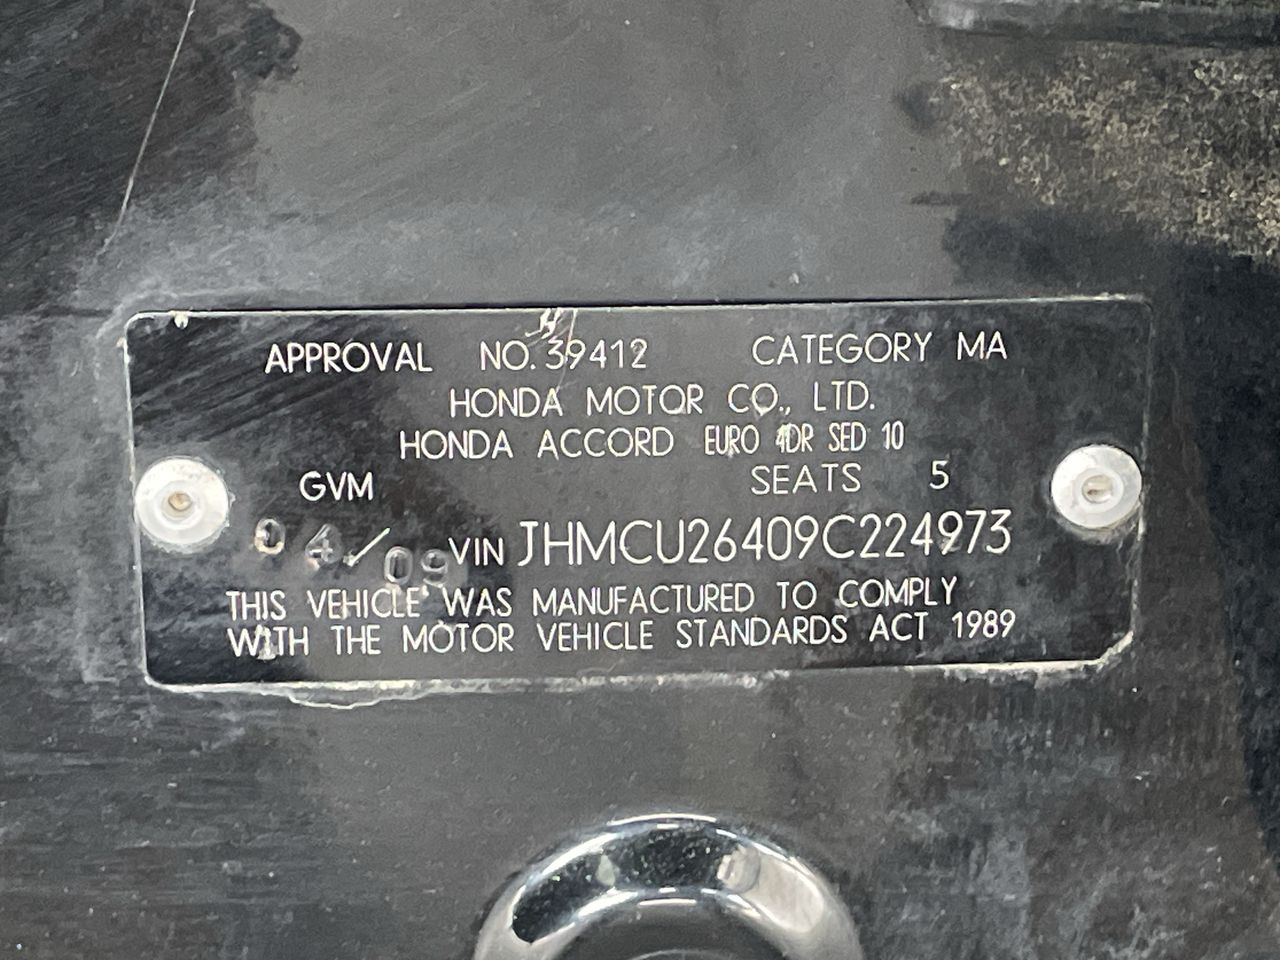 APPROVAL NO. 39412 CATEGORY MA
HONDA MOTOR CO., LTD.
HONDA ACCORD EURO 4DR SED 10
GVM SEATS 5
04/09 VIN JHMCU26409C224973
THIS VEHICLE WAS MANUFACTURED TO COMPLY
WITH THE MOTOR VEHICLE STANDARDS ACT 1989